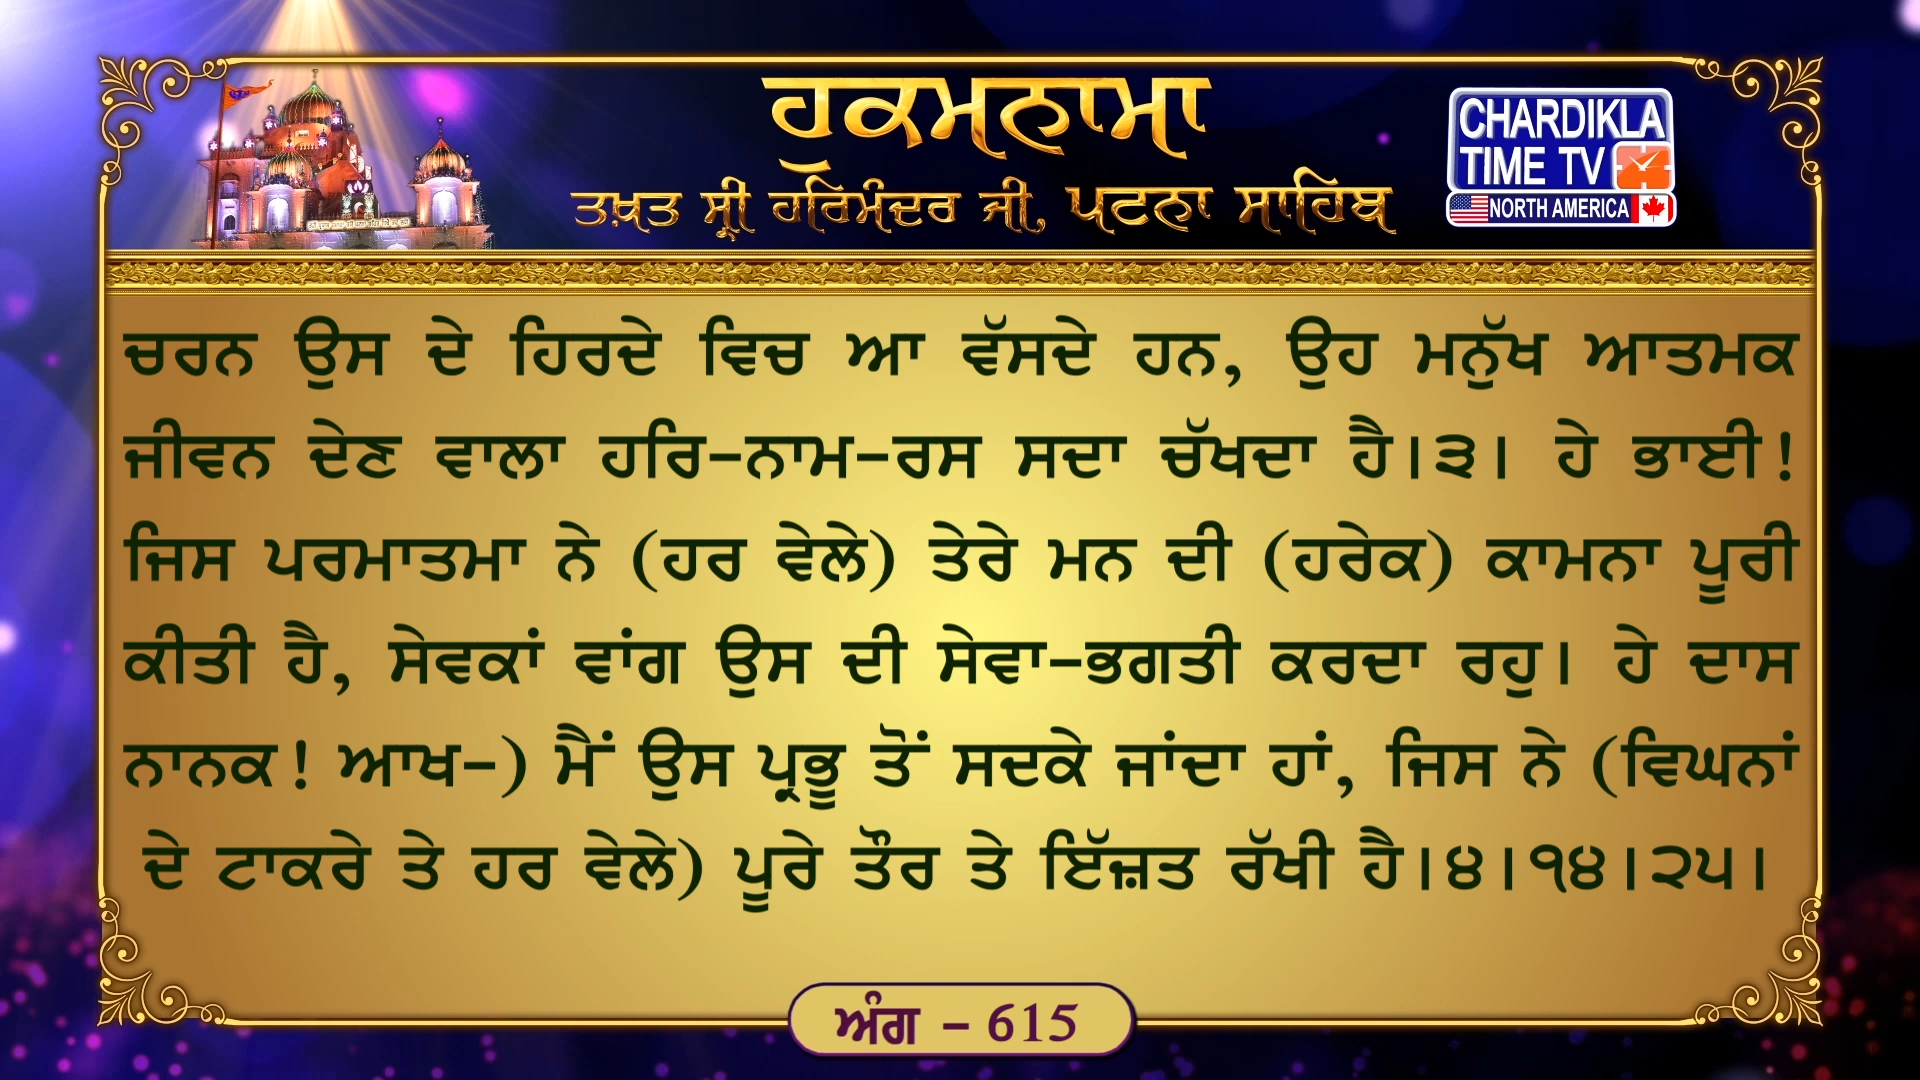 ਹੁਕਮਨਾਮਾ
ਤਖ਼ਤ ਸ੍ਰੀ ਹਰਿਮੰਦਰ ਜੀ, ਪਟਨਾ ਸਾਹਿਬ
CHARDIKLA
TIME TV
NORTH AMERICA
ਚਰਨ ਉਸ ਦੇ ਹਿਰਦੇ ਵਿਚ ਆ ਵੱਸਦੇ ਹਨ, ਉਹ ਮਨੁੱਖ ਆਤਮਕ
ਜੀਵਨ ਦੇਣ ਵਾਲਾ ਹਰਿ-ਨਾਮ-ਰਸ ਸਦਾ ਚੱਖਦਾ ਹੈ।੩। ਹੇ ਭਾਈ!
ਜਿਸ ਪਰਮਾਤਮਾ ਨੇ (ਹਰ ਵੇਲੇ) ਤੇਰੇ ਮਨ ਦੀ (ਹਰੇਕ) ਕਾਮਨਾ ਪੂਰੀ
ਕੀਤੀ ਹੈ, ਸੇਵਕਾਂ ਵਾਂਗ ਉਸ ਦੀ ਸੇਵਾ-ਭਗਤੀ ਕਰਦਾ ਰਹੁ। ਹੇ ਦਾਸ
ਨਾਨਕ! ਆਖ-) ਮੈਂ ਉਸ ਪ੍ਰਭੂ ਤੋਂ ਸਦਕੇ ਜਾਂਦਾ ਹਾਂ, ਜਿਸ ਨੇ (ਵਿਘਨਾਂ
ਦੇ ਟਾਕਰੇ ਤੇ ਹਰ ਵੇਲੇ) ਪੂਰੇ ਤੌਰ ਤੇ ਇੱਜ਼ਤ ਰੱਖੀ ਹੈ।੪।੧੪।੨੫।
ਅੰਗ - 615